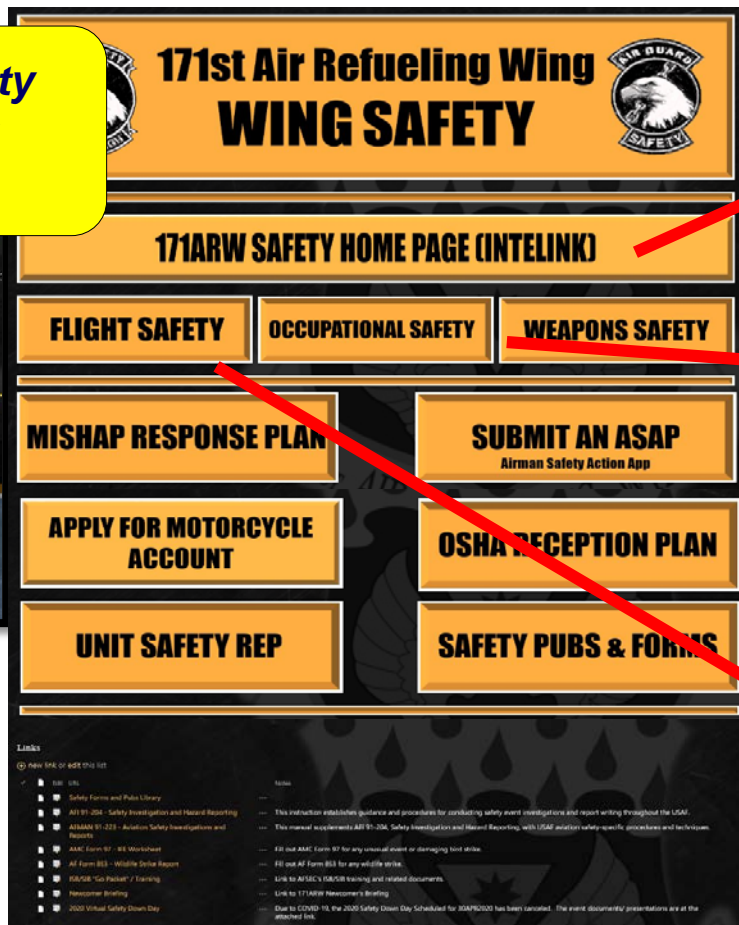 ty
171st Air Refueling Wing
WING SAFETY
AIR GUARD
SAFETY
171ARW SAFETY HOME PAGE (INTELINK)
FLIGHT SAFETY
OCCUPATIONAL SAFETY
WEAPONS SAFETY
MISHAP RESPONSE PLAN
SUBMIT AN ASAP
Airman Safety Action App
APPLY FOR MOTORCYCLE
ACCOUNT
OSHA RECEPTION PLAN
UNIT SAFETY REP
SAFETY PUBS & FORMS
Links
new link or edit this list
Edit URL Notes
Safety Forms and Pubs Library
AFI 91-204 - Safety Investigation and Hazard Reporting This instruction establishes guidance and procedures for conducting safety event investigations and report writing throughout the USAF.
AFMAN 91-223 - Aviation Safety Investigations and This manual supplements AFI 91-204, Safety Investigation and Hazard Reporting, with USAF aviation safety-specific procedures and techniques.
Reports
AMC Form 97 - IFE Worksheet Fill out AMC Form 97 for any unusual event or damaging bird strike.
AF Form 853 - Wildlife Strike Report Fill out AF Form 853 for any wildlife strike.
ISB/SIB "Go Packet" / Training Link to AFSEC's ISB/SIB training and related documents.
Newcomer Briefing Link to 171ARW Newcomer's Briefing
2020 Virtual Safety Down Day Due to COVID-19, the 2020 Safety Down Day Scheduled for 30APR2020 has been canceled. The event documents/ presentations are at the
attached link.